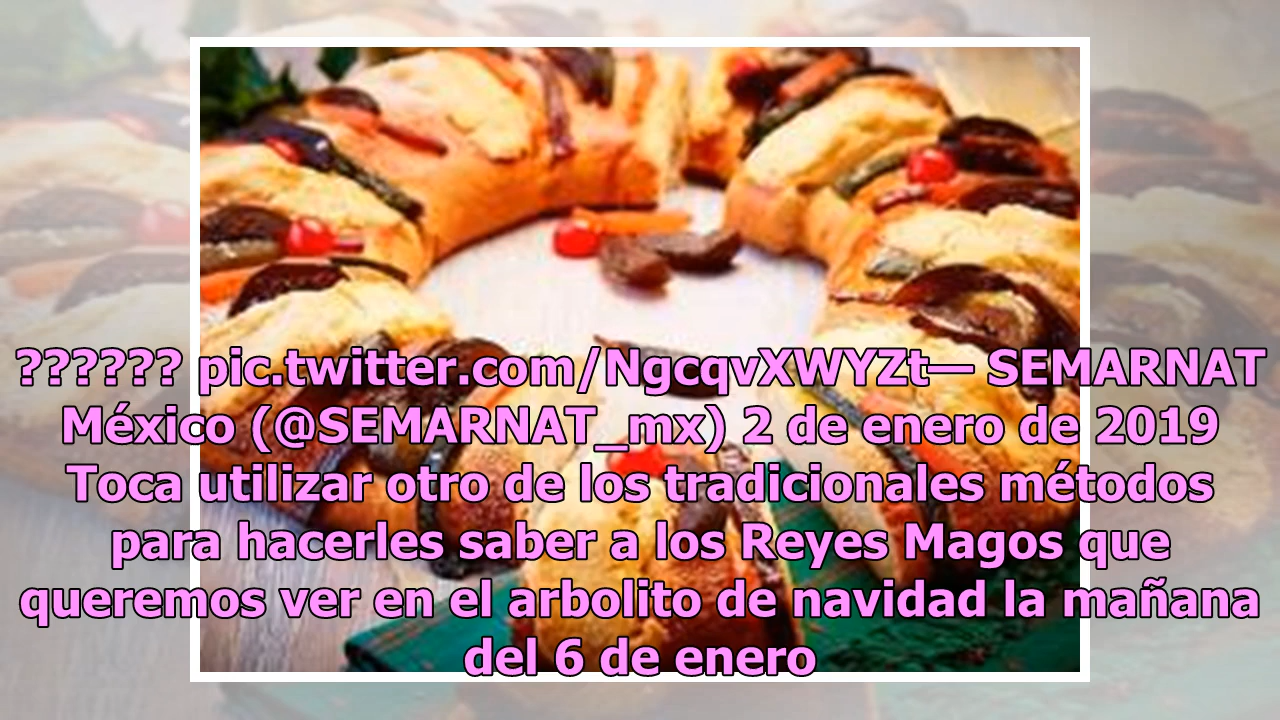 ?????? pic.twitter.com/NgcqvXWYZt— SEMARNAT
México (@SEMARNAT_mx) 2 de enero de 2019
Toca utilizar otro de los tradicionales métodos
para hacerles saber a los Reyes Magos que
queremos ver en el arbolito de navidad la mañana
del 6 de enero